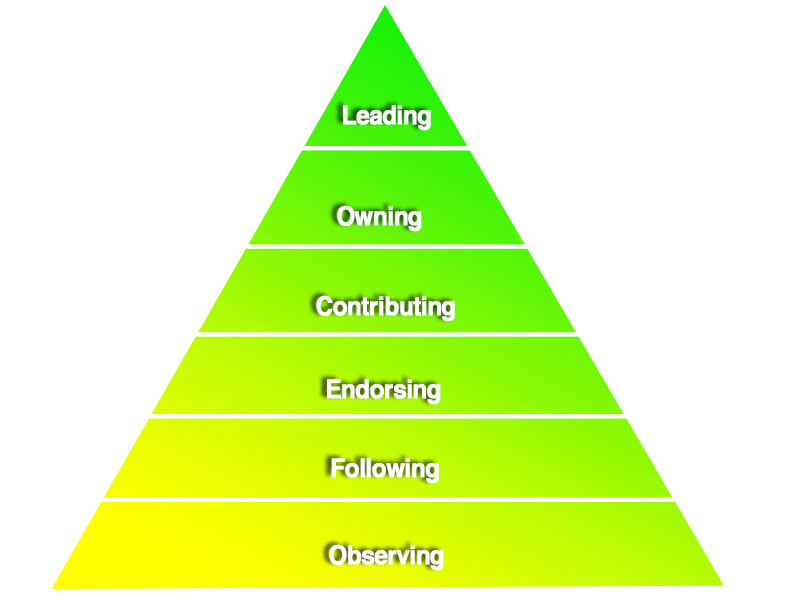 Leading
Owning
Contributing
Endorsing
Following
Observing